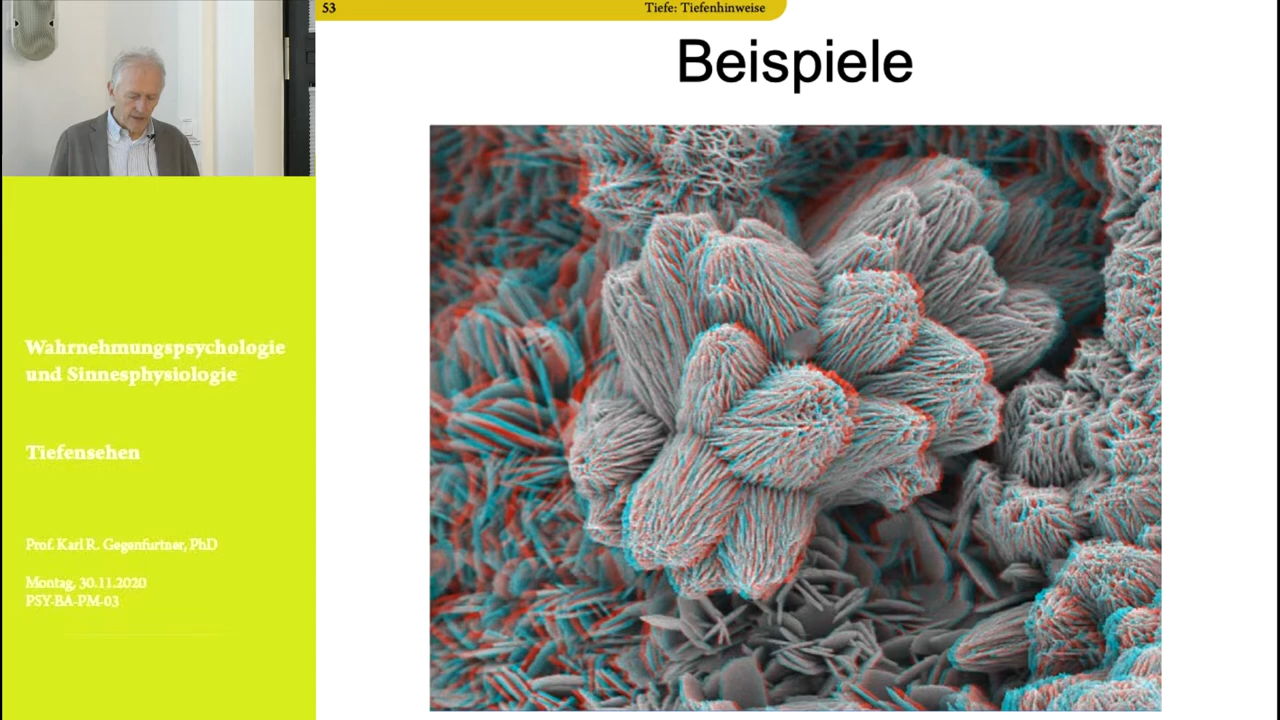 53
Tiefe: Tiefenhinweise
Beispiele
Wahrnehmungspsychologie
und Sinnesphysiologie
Tiefensehen
Prof. Karl R. Gegenfurtner, PhD
Montag, 30.11.2020
PSY-BA-PM-03